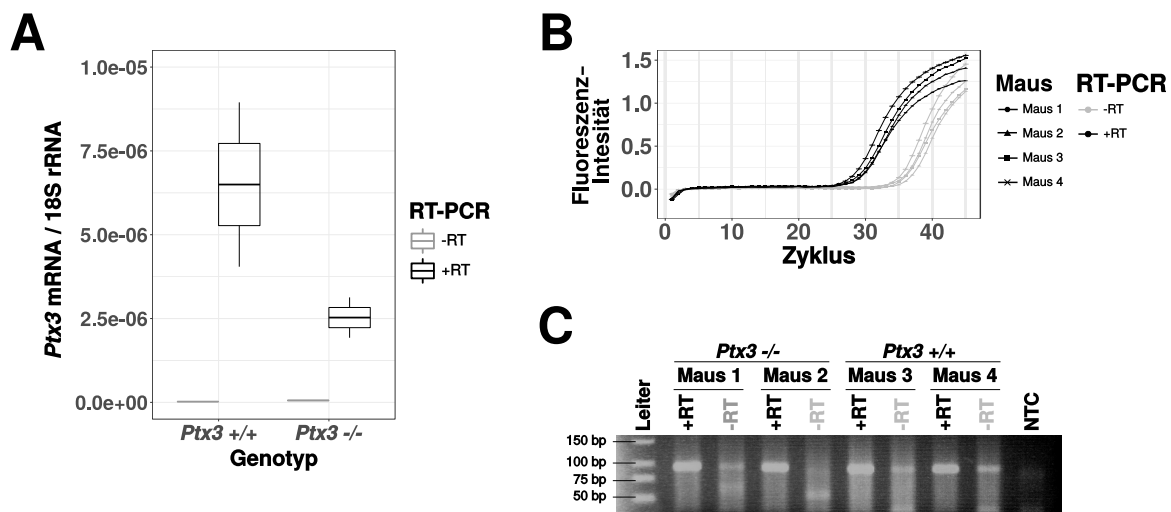 A
1.0e-05
7.5e-06
5.0e-06
2.5e-06
0.0e+00
Ptx3 mRNA / 18S rRNA
Ptx3 +/+ Ptx3 -/-
Genotyp
RT-PCR
-RT
+RT
B
1.5
1.0
0.5
0.0
Fluoreszenz-
Intesität
0 10 20 30 40
Zyklus
Maus
Maus 1
Maus 2
Maus 3
Maus 4
RT-PCR
-RT
+RT
C
Ptx3 -/- Ptx3 +/+
Maus 1 Maus 2 Maus 3 Maus 4
Leiter +RT -RT +RT -RT +RT -RT +RT -RT NTC
150 bp
100 bp
75 bp
50 bp